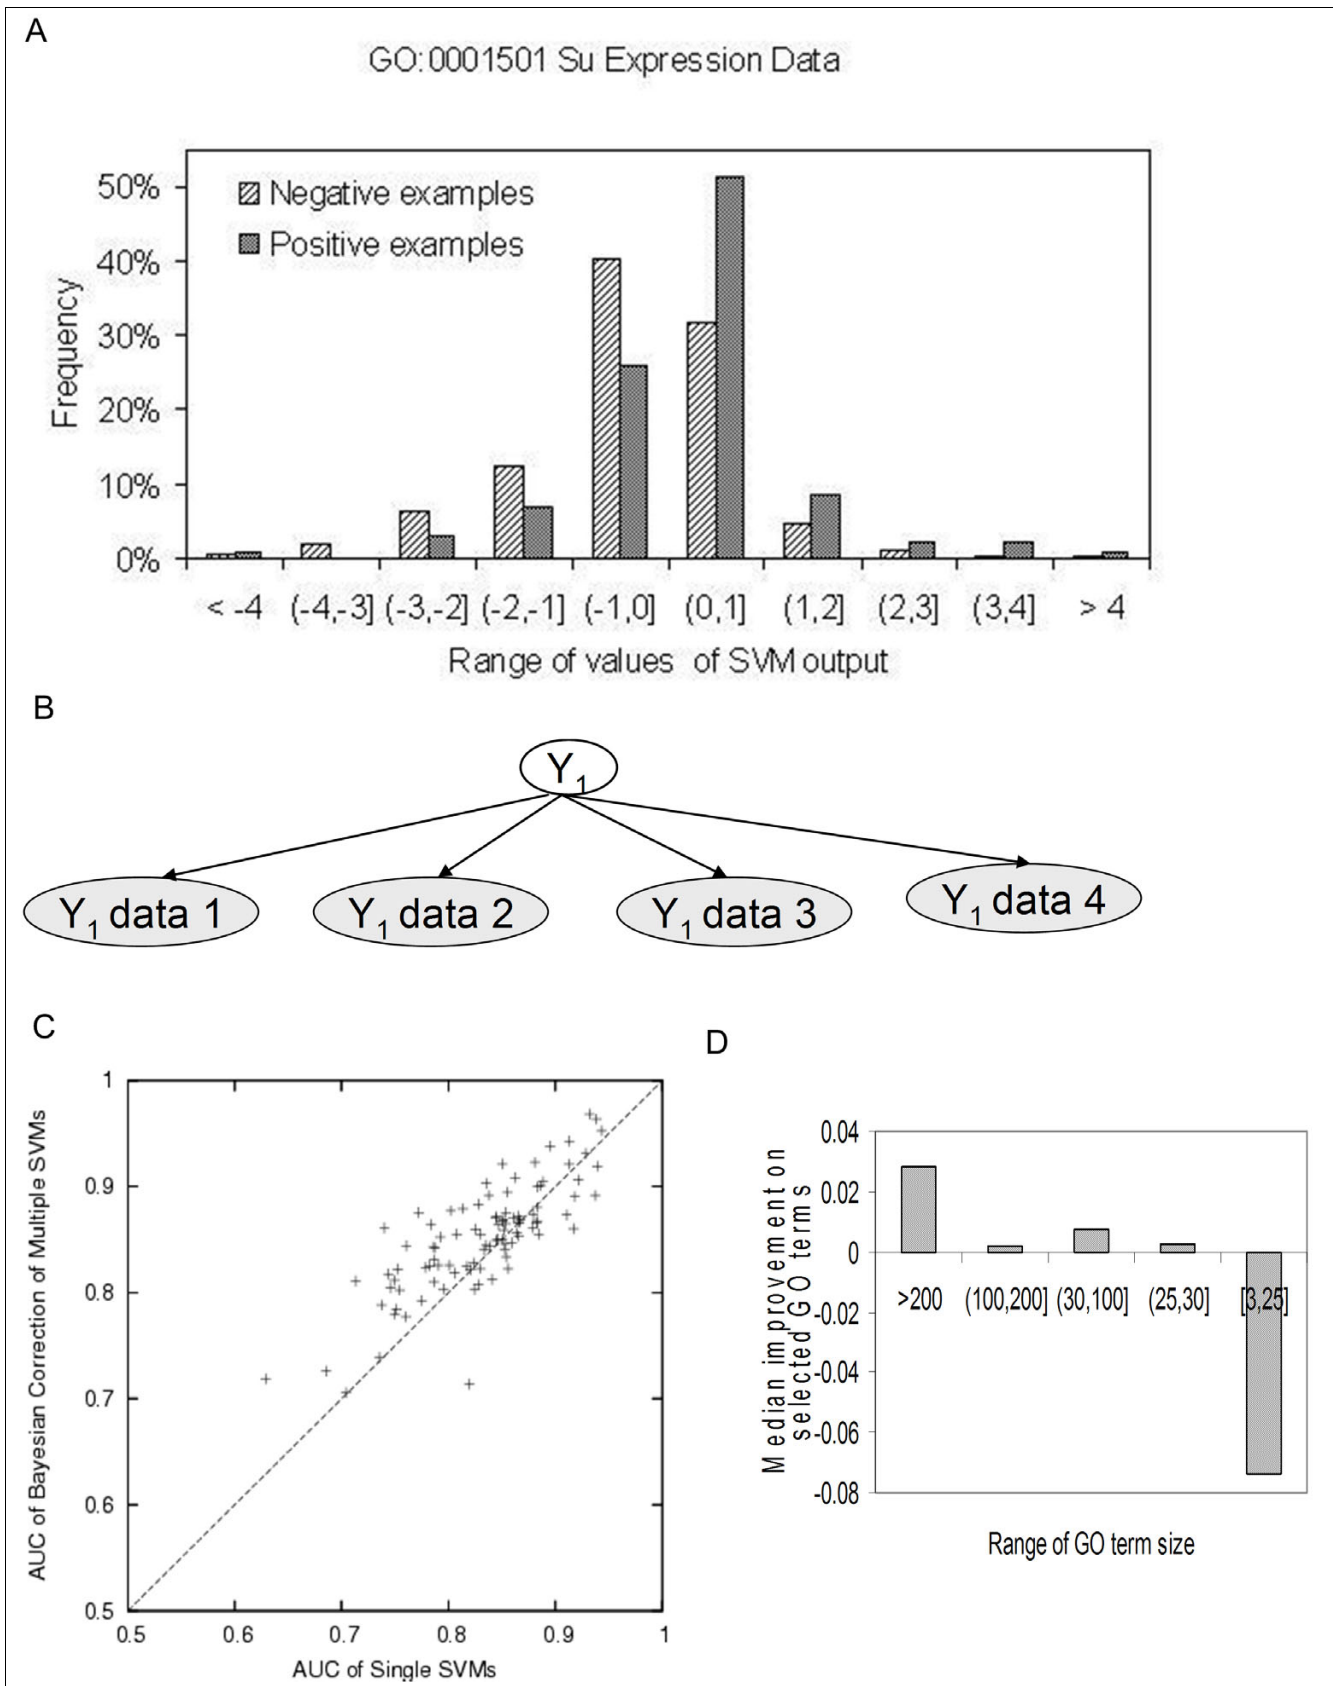 A
GO:0001501 Su Expression Data
Negative examples
Positive examples
50%
40%
30%
20%
10%
0%
Frequency
< -4 (-4,-3] (-3,-2] (-2,-1] (-1,0] (0,1] (1,2] (2,3] (3,4] > 4
Range of values of SVM output
B
Y1
Y1 data 1 Y1 data 2 Y1 data 3 Y1 data 4
C
AUC of Bayesian Correction of Multiple SVMs
1
0.9
0.8
0.7
0.6
0.5
0.5 0.6 0.7 0.8 0.9 1
AUC of Single SVMs
D
Median improvement on
selected GO terms
0.04
0.02
0
-0.02
-0.04
-0.06
-0.08
>200 (100,200] (30,100] (25,30] [3,25]
Range of GO term size